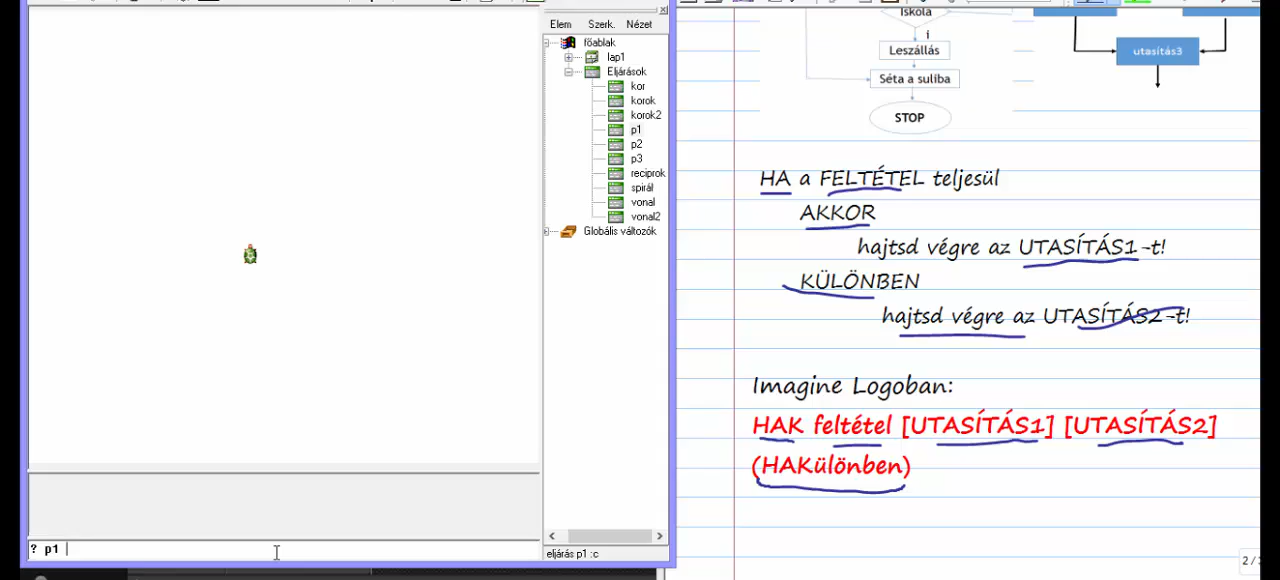 Elem Szerk. Nézet
főablak
lap1
Eljárások
kor
korok
korok2
p1
p2
p3
reciprok
spirál
vonal
vonal2
Globális változók
? p1
eljárás p1 :c
Iskola
i
Leszállás
Séta a suliba
STOP
utasítás3
HA a FELTÉTEL teljesül
AKKOR
hajtsd végre az UTASÍTÁS1-t!
KÜLÖNBEN
hajtsd végre az UTASÍTÁS2-t!
Imagine Logoban:
HAK feltétel [UTASÍTÁS1] [UTASÍTÁS2]
(HAKülönben)
2 /